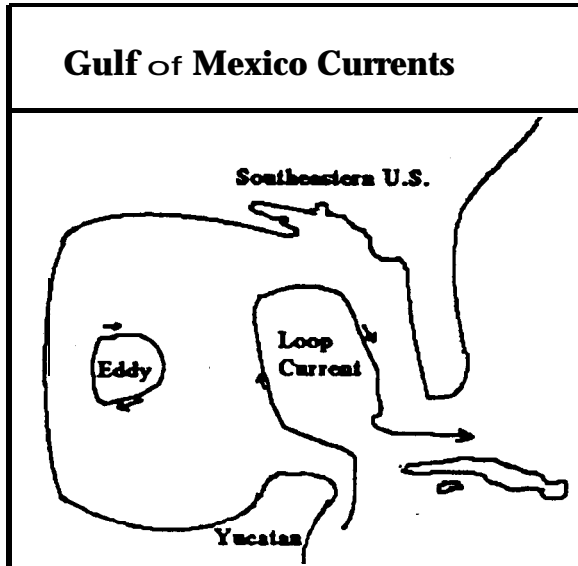 Gulf of Mexico Currents
Southeastern U.S.
Loop
Current
Eddy
Yucatan